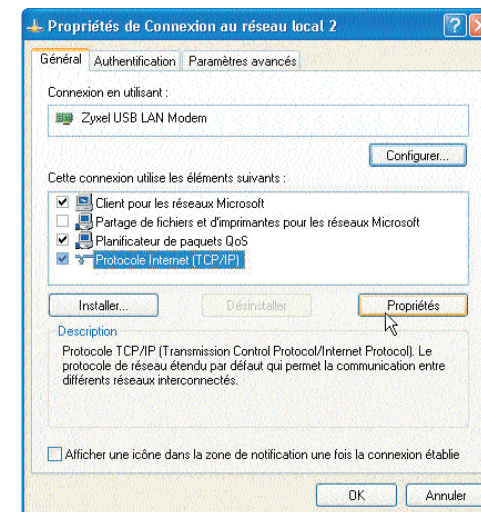 Propriétés de Connexion au réseau local 2
Général Authentification Paramètres avancés
Connexion en utilisant :
Zyxel USB LAN Modem
Configurer...
Cette connexion utilise les éléments suivants :
Client pour les réseaux Microsoft
Partage de fichiers et d'imprimantes pour les réseaux Microsoft
Planificateur de paquets QoS
Protocole Internet (TCP/IP)
Installer... Désinstaller Propriétés
Description
Protocole TCP/IP (Transmission Control Protocol/Internet Protocol). Le
protocole de réseau étendu par défaut qui permet la communication entre
différents réseaux interconnectés.
Afficher une icône dans la zone de notification une fois la connexion établie
OK Annuler